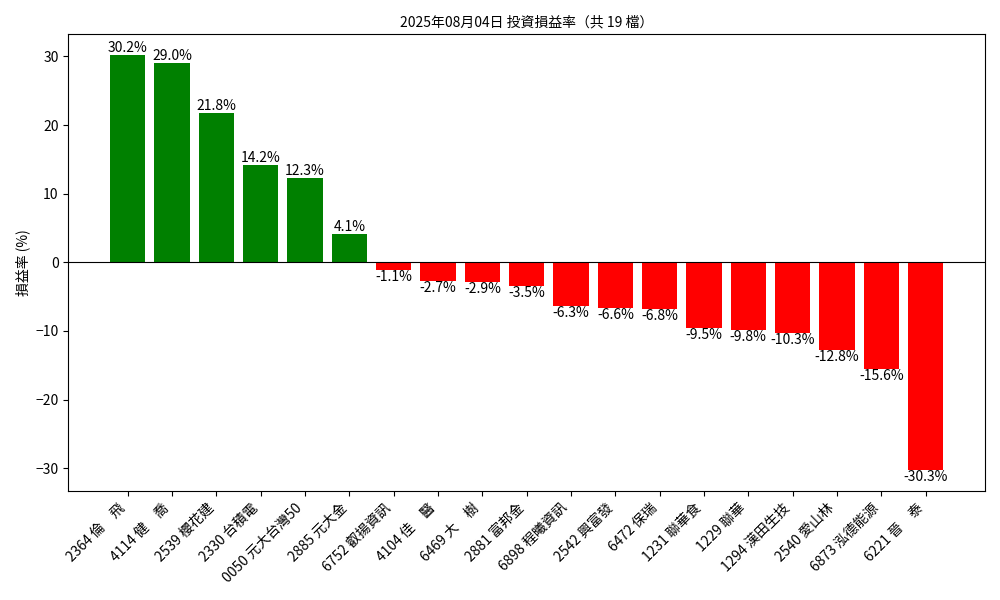 2025年08月04日 投資損益率（共 19 檔）
損益率 (%)
30
20
10
0
−10
−20
−30
30.2%
29.0%
21.8%
14.2%
12.3%
4.1%
-1.1%
-2.7%
-2.9%
-3.5%
-6.3%
-6.6%
-6.8%
-9.5%
-9.8%
-10.3%
-12.8%
-15.6%
-30.3%
2364 倫　飛
4114 健　喬
2539 櫻花建
2330 台積電
0050 元大台灣50
2885 元大金
6752 叡揚資訊
4104 佳　醫
6469 大　樹
2881 富邦金
6898 程曦資訊
2542 興富發
6472 保瑞
1231 聯華食
1229 聯華
1294 漢田生技
2540 愛山林
6873 泓德能源
6221 晉　泰